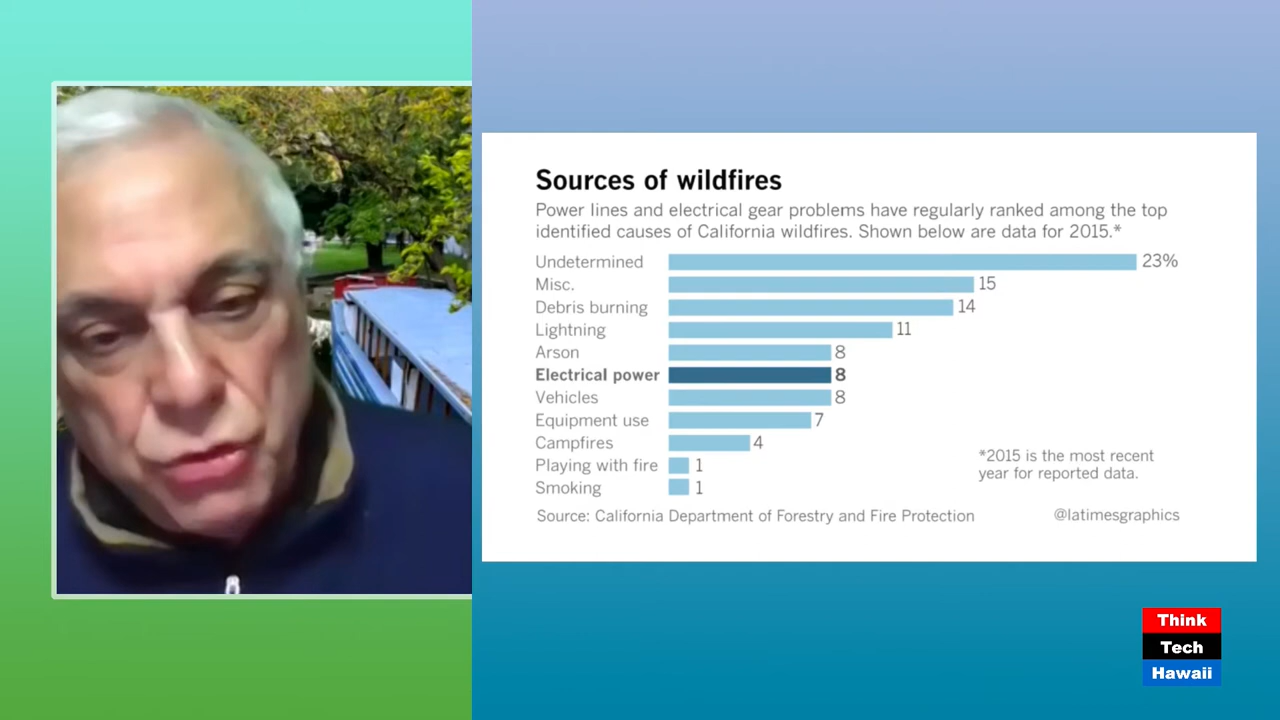 Sources of wildfires
Power lines and electrical gear problems have regularly ranked among the top
identified causes of California wildfires. Shown below are data for 2015.*
Undetermined 23%
Misc. 15
Debris burning 14
Lightning 11
Arson 8
Electrical power 8
Vehicles 8
Equipment use 7
Campfires 4
Playing with fire 1
Smoking 1
*2015 is the most recent
year for reported data.
Source: California Department of Forestry and Fire Protection @latimesgraphics
Think
Tech
Hawaii